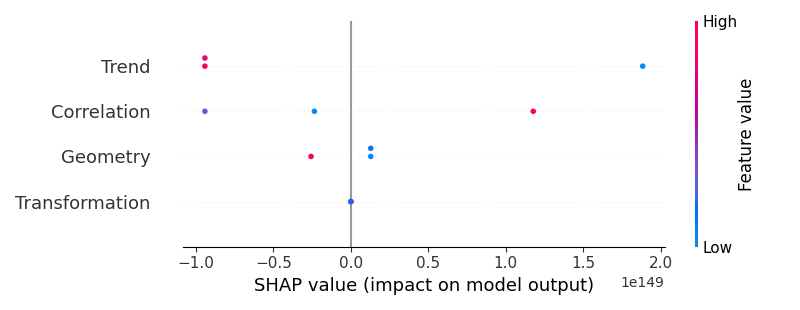 High
Trend
Correlation
Feature value
Geometry
Transformation
Low
−1.0 −0.5 0.0 0.5 1.0 1.5 2.0
SHAP value (impact on model output) 1e149